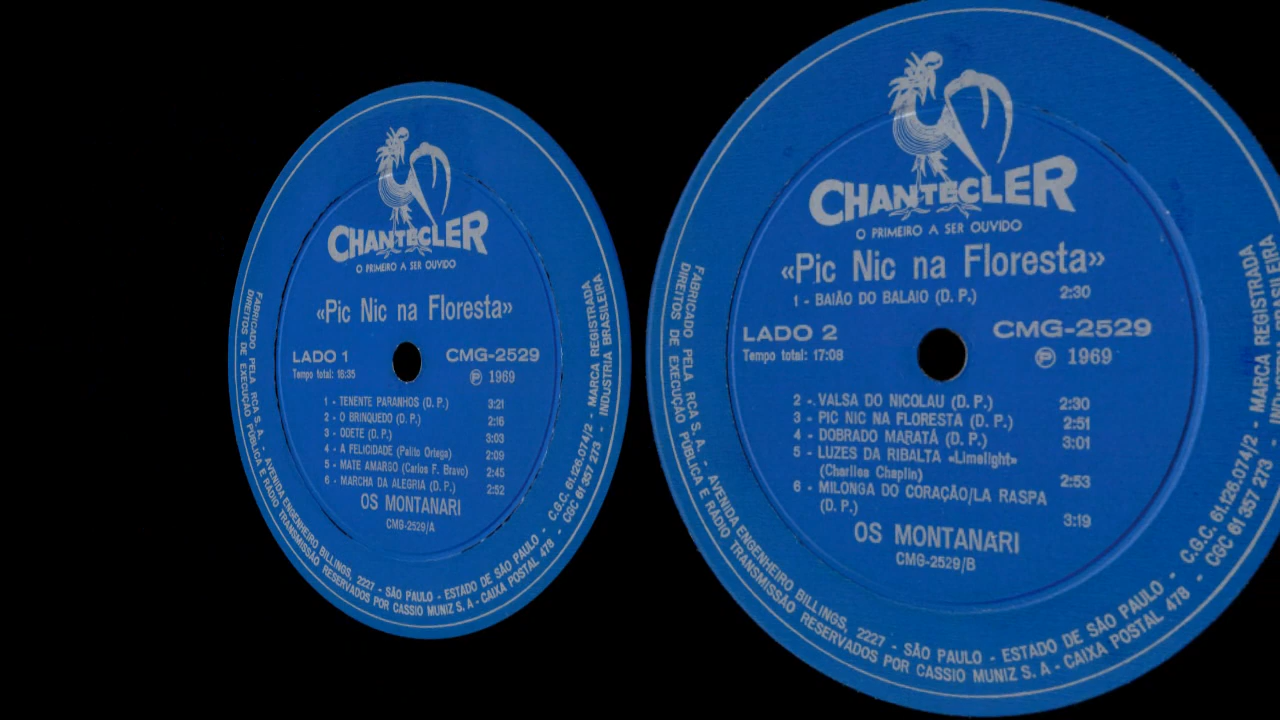 CHANTECLER
O PRIMEIRO A SER OUVIDO
«Pic Nic na Floresta»
LADO 1
CMG-2529
Tempo total: 18:35
℗ 1969
1 - TENENTE PARANHOS (D. P.) 3:21
2 - O BRINQUEDO (D. P.) 2:16
3 - ODETE (D. P.) 3:03
4 - A FELICIDADE (Palito Ortega) 2:09
5 - MATE AMARGO (Carlos F. Bravo) 2:45
6 - MARCHA DA ALEGRIA (D. P.) 2:52
OS MONTANARI
CMG-2529/A
FABRICADO PELA RCA S. A. - AVENIDA ENGENHEIRO BILLINGS, 2227 - SÃO PAULO - ESTADO DE SÃO PAULO - C.G.C. 61.126.074/2 - MARCA REGISTRADA
DIREITOS DE EXECUÇÃO PÚBLICA E RÁDIO TRANSMISSÃO RESERVADOS POR CASSIO MUNIZ S. A - CAIXA POSTAL 478 - CGC 61 357 273 - INDÚSTRIA BRASILEIRA
CHANTECLER
O PRIMEIRO A SER OUVIDO
«Pic Nic na Floresta»
1 - BAIÃO DO BALAIO (D. P.) 2:30
LADO 2
CMG-2529
Tempo total: 17:08
℗ 1969
2 - VALSA DO NICOLAU (D. P.) 2:30
3 - PIC NIC NA FLORESTA (D. P.) 2:51
4 - DOBRADO MARATÁ (D. P.) 3:01
5 - LUZES DA RIBALTA «Limelight»
(Charlies Chaplin) 2:53
6 - MILONGA DO CORAÇÃO/LA RASPA
(D. P.) 3:19
OS MONTANARI
CMG-2529/B
FABRICADO PELA RCA S. A. - AVENIDA ENGENHEIRO BILLINGS, 2227 - SÃO PAULO - ESTADO DE SÃO PAULO - C.G.C. 61.126.074/2 - MARCA REGISTRADA
DIREITOS DE EXECUÇÃO PÚBLICA E RÁDIO TRANSMISSÃO RESERVADOS POR CASSIO MUNIZ S. A - CAIXA POSTAL 478 - CGC 61 357 273 -